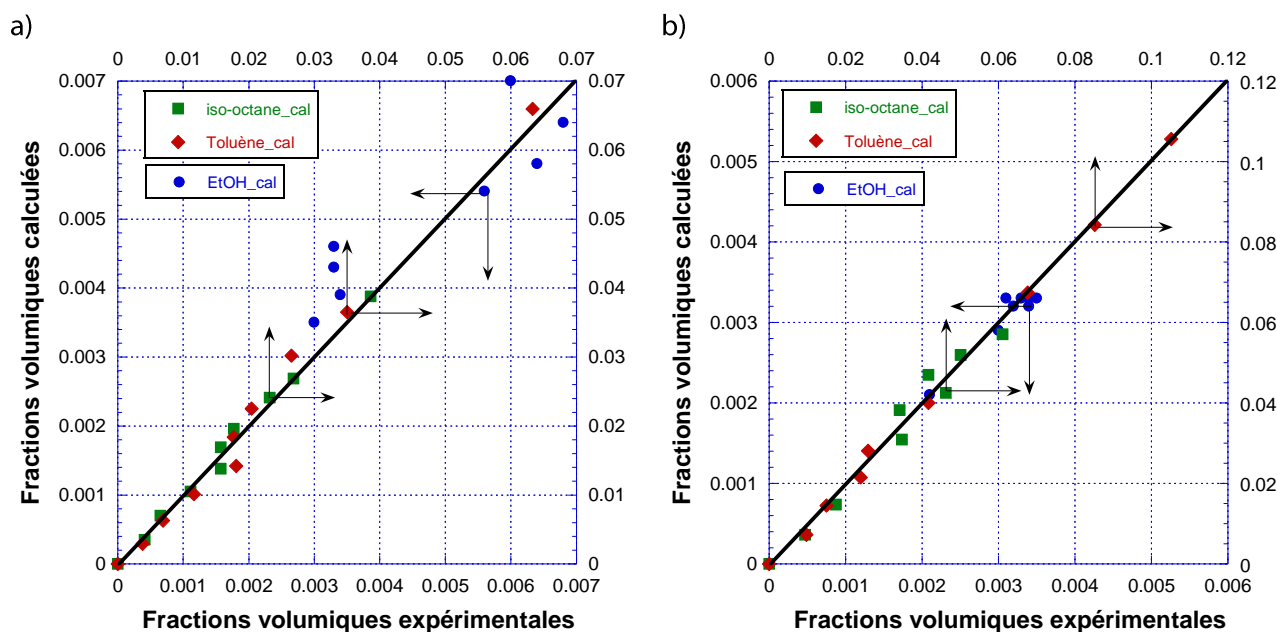 a)
0 0.01 0.02 0.03 0.04 0.05 0.06 0.07
0.007 0.07
0.006 0.06
0.005 0.05
0.004 0.04
0.003 0.03
0.002 0.02
0.001 0.01
0 0
iso-octane_cal
Toluène_cal
EtOH_cal
Fractions volumiques calculées
0 0.001 0.002 0.003 0.004 0.005 0.006 0.007
Fractions volumiques expérimentales
b)
0 0.02 0.04 0.06 0.08 0.1 0.12
0.006 0.12
0.005 0.1
0.004 0.08
0.003 0.06
0.002 0.04
0.001 0.02
0 0
iso-octane_cal
Toluène_cal
EtOH_cal
Fractions volumiques calculées
0 0.001 0.002 0.003 0.004 0.005 0.006
Fractions volumiques expérimentales